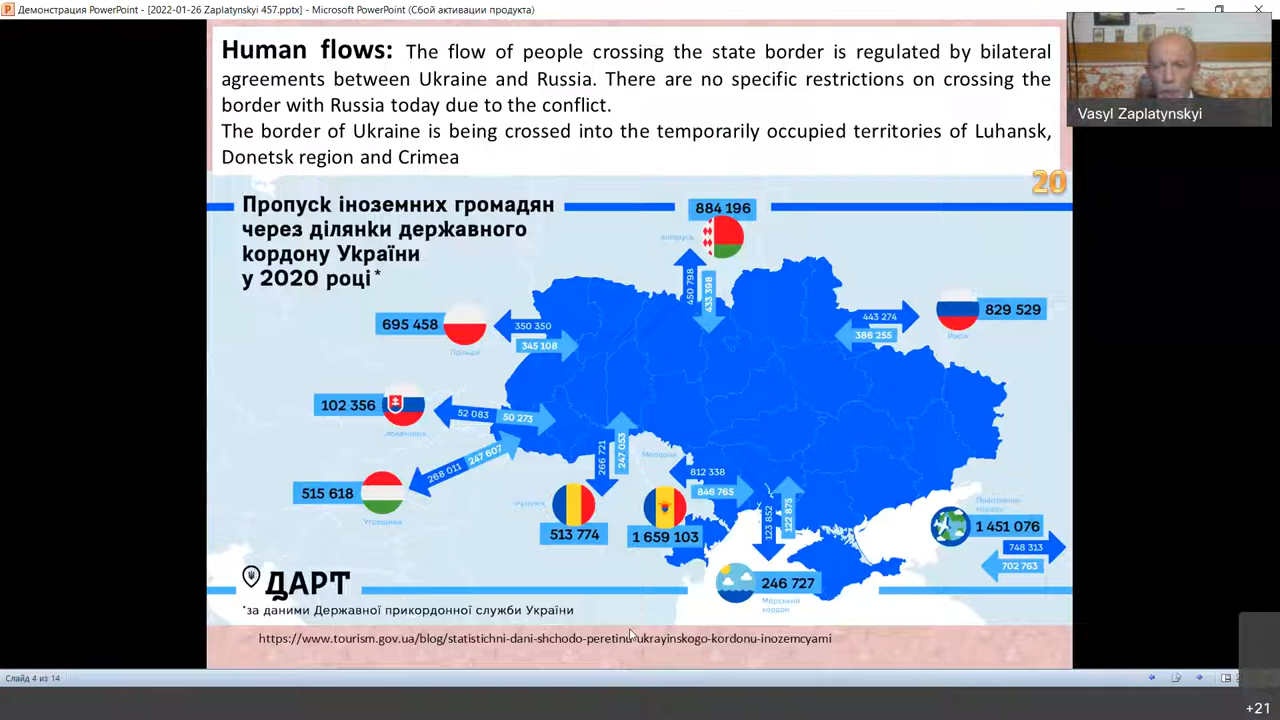 Демонстрация PowerPoint - [2022-01-26 Zaplatynskyi 457.pptx] - Microsoft PowerPoint (Сбой активации продукта)
Human flows: The flow of people crossing the state border is regulated by bilateral
agreements between Ukraine and Russia. There are no specific restrictions on crossing the
border with Russia today due to the conflict.
The border of Ukraine is being crossed into the temporarily occupied territories of Luhansk,
Donetsk region and Crimea
Vasyl Zaplatynskyi
20
Пропуск іноземних громадян
через ділянки державного
кордону України
у 2020 році*
884 196
Білорусь
450 798
433 398
695 458
350 350
345 108
Польща
443 274
386 255
829 529
Росія
102 356
52 083
50 273
Словаччина
515 618
268 011
247 607
Угорщина
266 721
247 053
Румунія
513 774
Молдова
812 338
846 765
1 659 103
123 852
122 875
246 727
Морський
кордон
Повітряний
кордон
1 451 076
748 313
702 763
ДАРТ
*за даними Державної прикордонної служби України
https://www.tourism.gov.ua/blog/statistichni-dani-shchodo-peretinu-ukrayinskogo-kordonu-inozemcyami
Слайд 4 из 14
+21